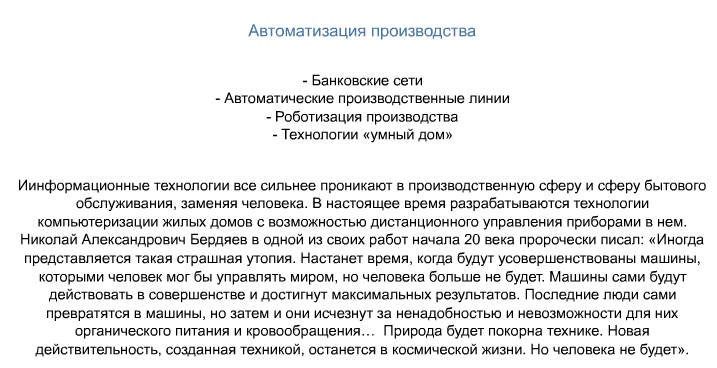 Автоматизация производства
- Банковские сети
- Автоматические производственные линии
- Роботизация производства
- Технологии «умный дом»
Иинформационные технологии все сильнее проникают в производственную сферу и сферу бытового
обслуживания, заменяя человека. В настоящее время разрабатываются технологии
компьютеризации жилых домов с возможностью дистанционного управления приборами в нем.
Николай Александрович Бердяев в одной из своих работ начала 20 века пророчески писал: «Иногда
представляется такая страшная утопия. Настанет время, когда будут усовершенствованы машины,
которыми человек мог бы управлять миром, но человека больше не будет. Машины сами будут
действовать в совершенстве и достигнут максимальных результатов. Последние люди сами
превратятся в машины, но затем и они исчезнут за ненадобностью и невозможности для них
органического питания и кровообращения… Природа будет покорна технике. Новая
действительность, созданная техникой, останется в космической жизни. Но человека не будет».